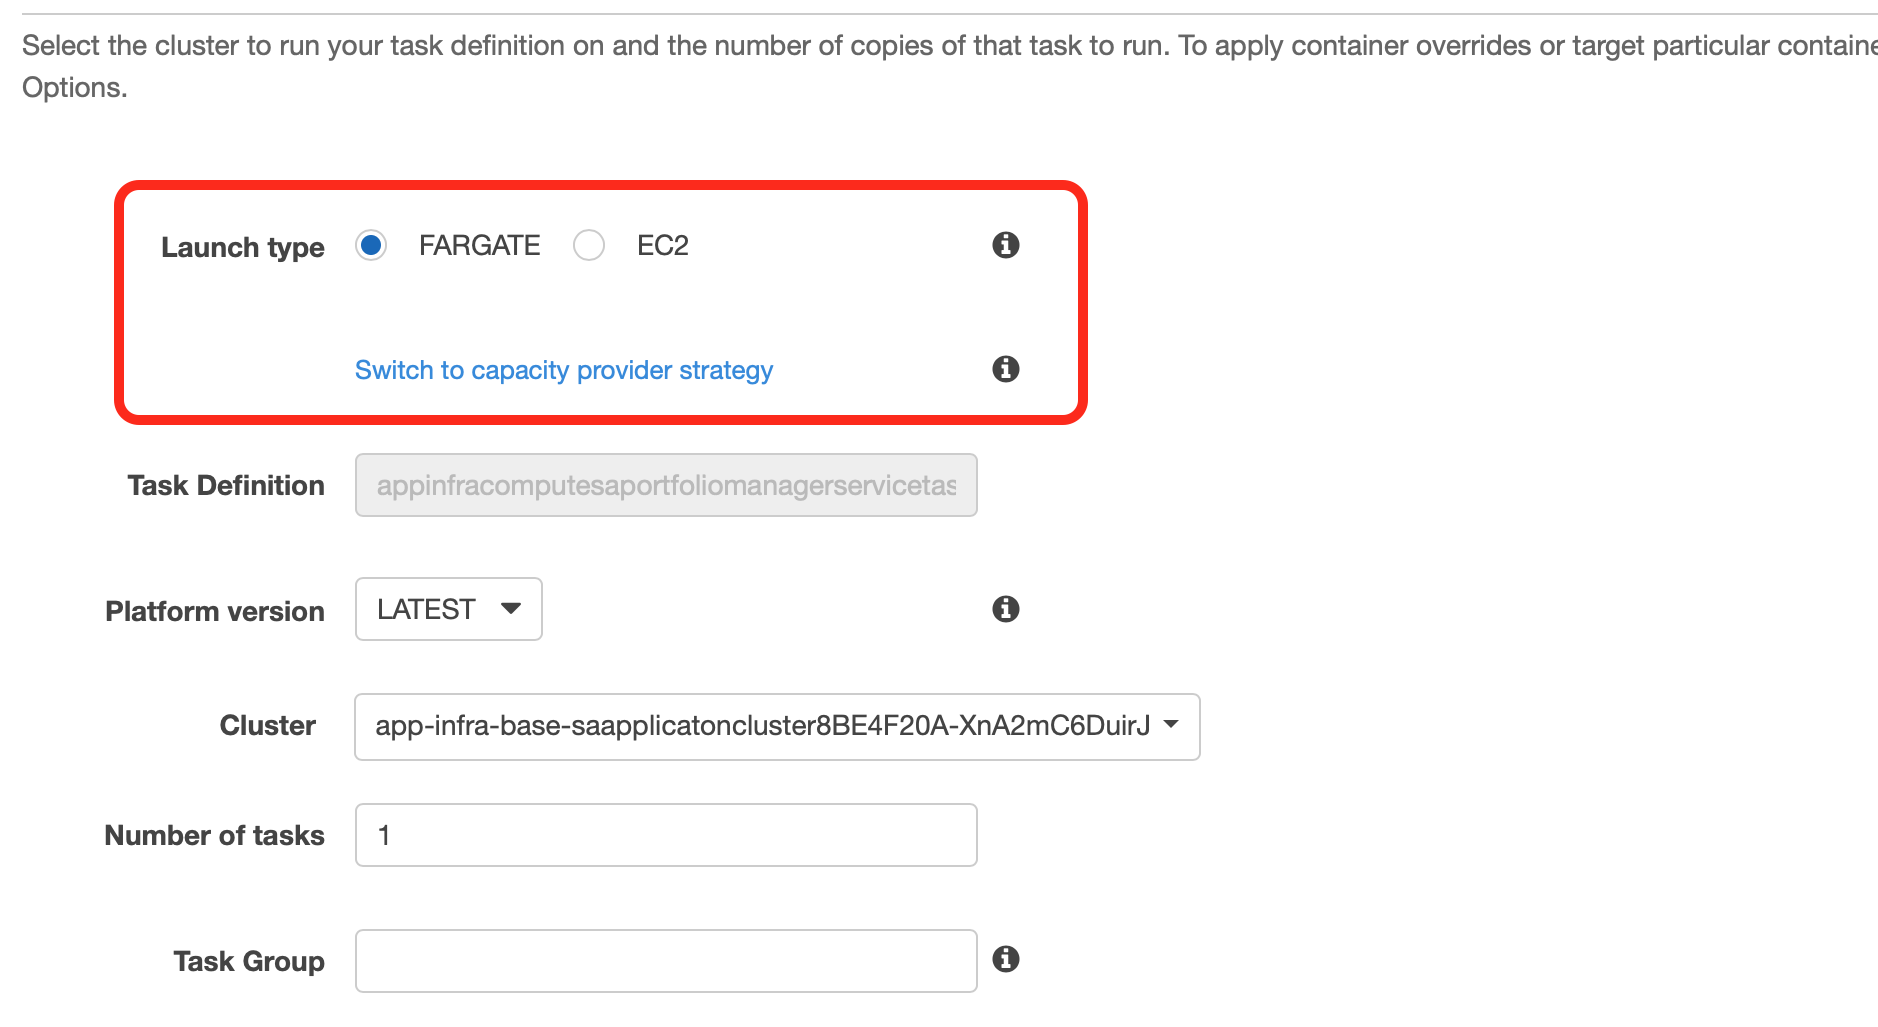 Select the cluster to run your task definition on and the number of copies of that task to run. To apply container overrides or target particular
Options.
Launch type FARGATE EC2
Switch to capacity provider strategy
Task Definition appinfracomputesaportfoliomanagerservicetas
Platform version LATEST
Cluster app-infra-base-saapplicatoncluster8BE4F20A-XnA2mC6DuirJ
Number of tasks 1
Task Group